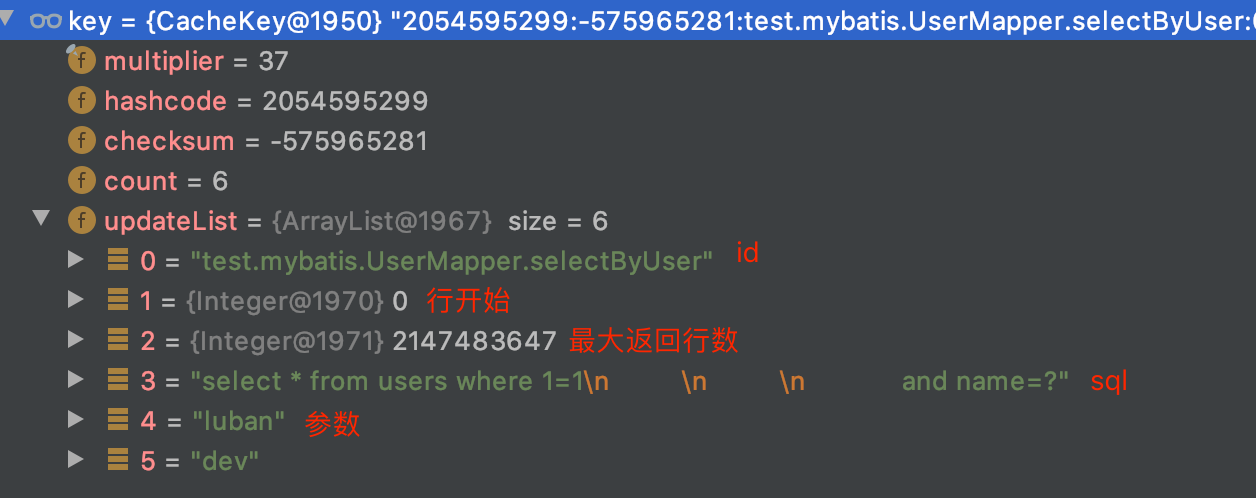 key = {CacheKey@1950} "2054595299:-575965281:test.mybatis.UserMapper.selectByUser:
f multiplier = 37
f hashcode = 2054595299
f checksum = -575965281
f count = 6
f updateList = {ArrayList@1967} size = 6
0 = "test.mybatis.UserMapper.selectByUser" id
1 = {Integer@1970} 0 行开始
2 = {Integer@1971} 2147483647 最大返回行数
3 = "select * from users where 1=1\n \n \n and name=?" sql
4 = "luban" 参数
5 = "dev"